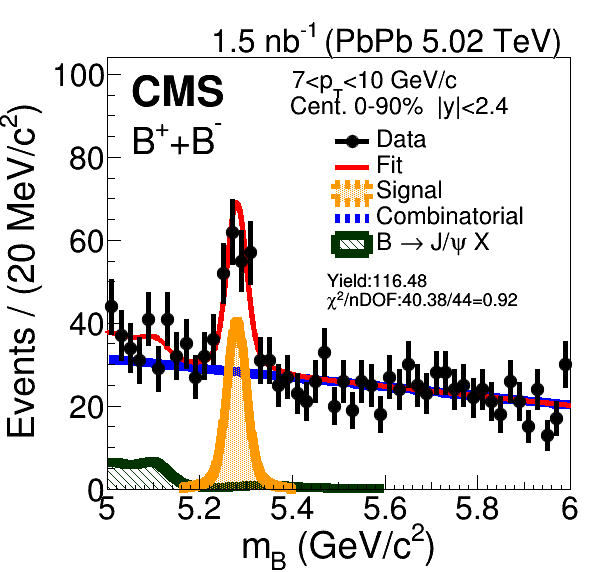 1.5 nb⁻¹ (PbPb 5.02 TeV)
CMS
B⁺+B⁻
7<p_T<10 GeV/c
Cent. 0-90% |y|<2.4
Data
Fit
Signal
Combinatorial
B → J/ψ X
Yield:116.48
χ²/nDOF:40.38/44=0.92
Events / (20 MeV/c²)
100
80
60
40
20
0
5 5.2 5.4 5.6 5.8 6
m_B (GeV/c²)